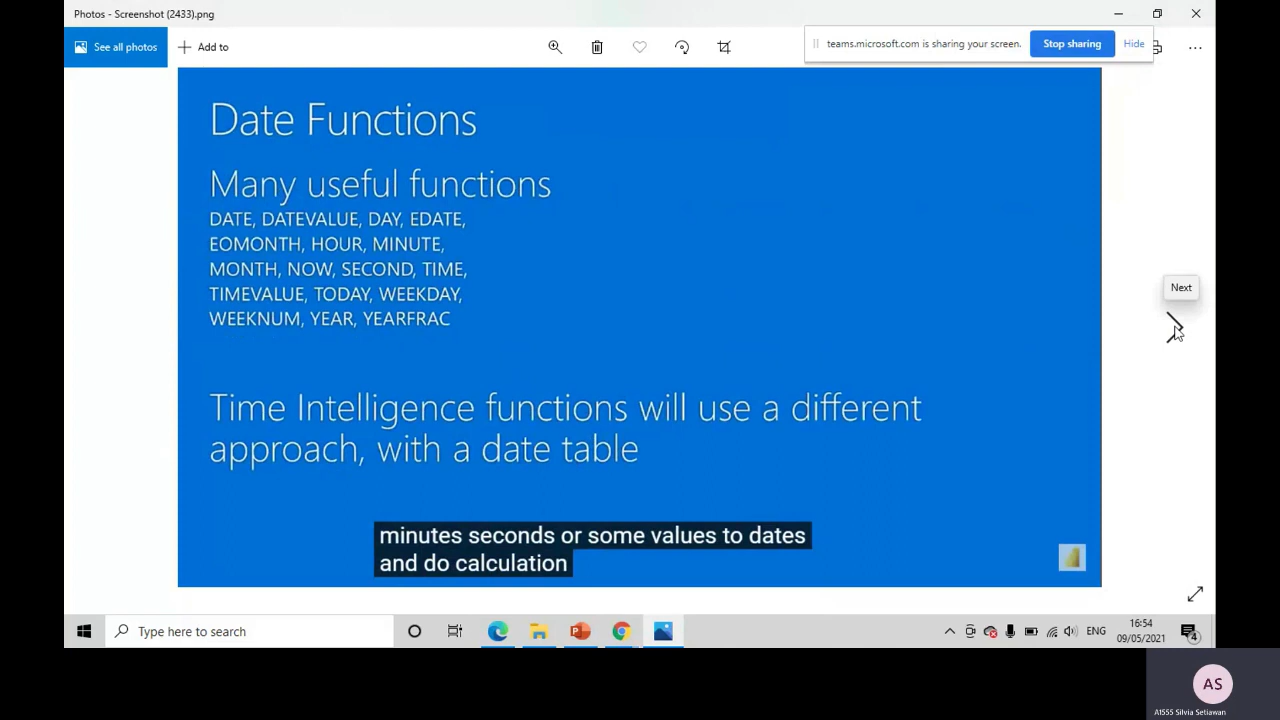 Photos - Screenshot (2433).png
See all photos
Add to
teams.microsoft.com is sharing your screen.
Stop sharing
Hide
Date Functions
Many useful functions
DATE, DATEVALUE, DAY, EDATE,
EOMONTH, HOUR, MINUTE,
MONTH, NOW, SECOND, TIME,
TIMEVALUE, TODAY, WEEKDAY,
WEEKNUM, YEAR, YEARFRAC
Next
Time Intelligence functions will use a different
approach, with a date table
minutes seconds or some values to dates
and do calculation
Type here to search
ENG
16:54
09/05/2021
4
AS
A1555 Silvia Setiawan